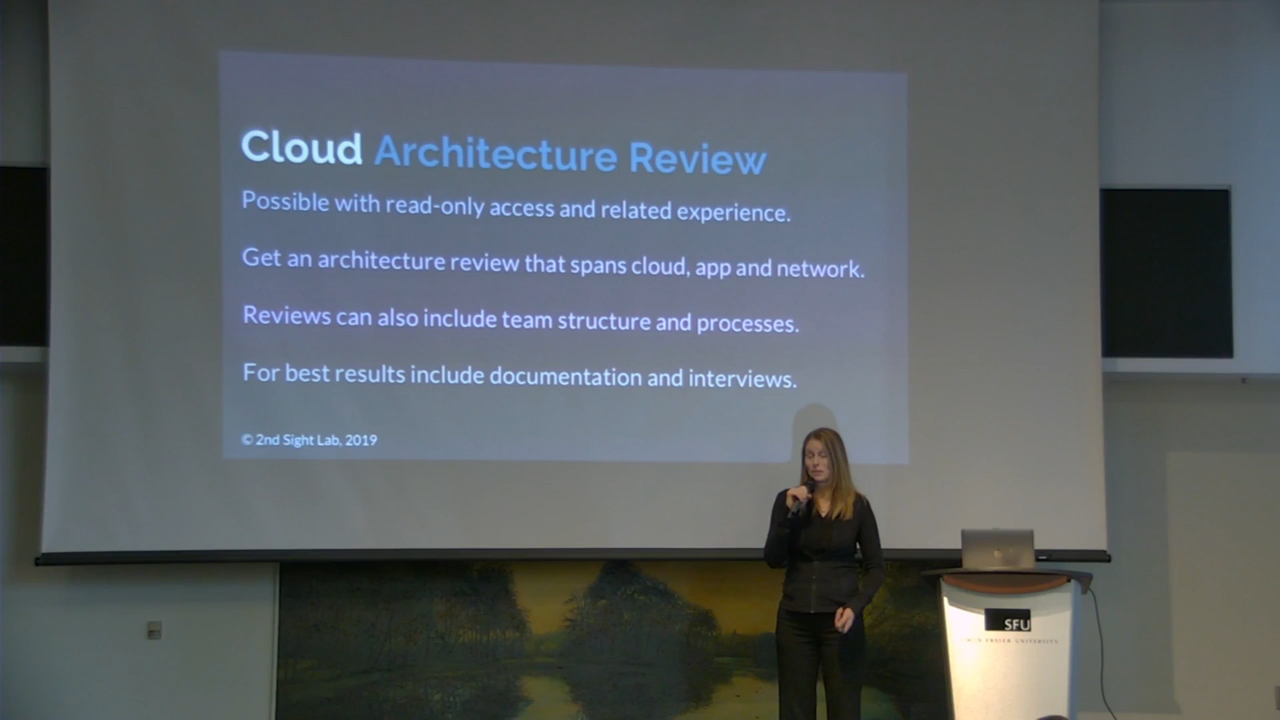 Cloud Architecture Review
Possible with read-only access and related experience.
Get an architecture review that spans cloud, app and network.
Reviews can also include team structure and processes.
For best results include documentation and interviews.
© 2nd Sight Lab, 2019
SFU
FRASER UNIVERSITY